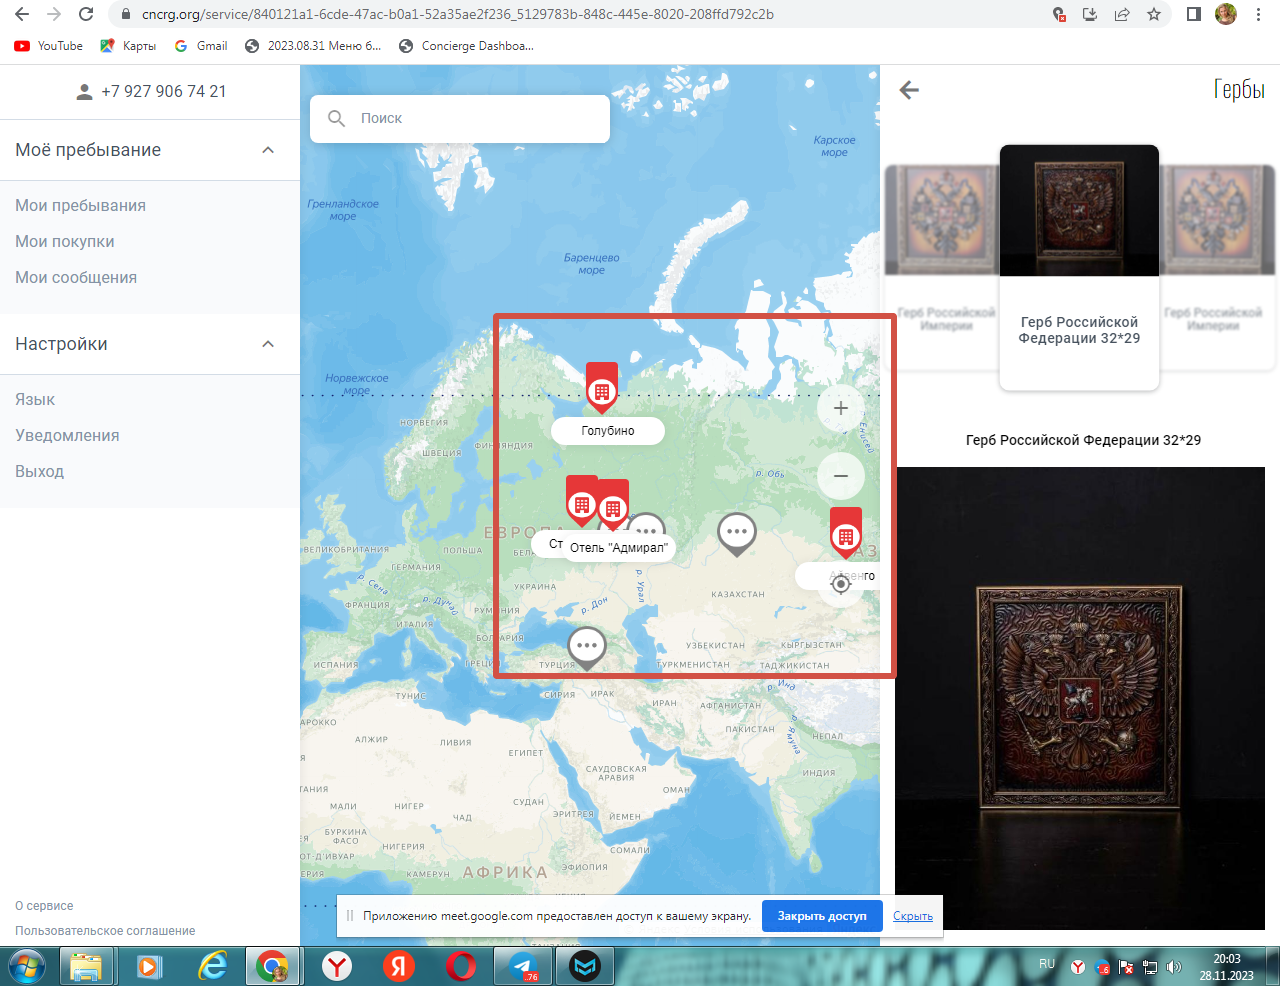 cncrg.org/service/840121a1-6cde-47ac-b0a1-52a35ae2f236_5129783b-848c-445e-8020-208ffd792c2b
YouTube
Карты
Gmail
2023.08.31 Меню б...
Concierge Dashboa...
+7 927 906 74 21
Моё пребывание
Мои пребывания
Мои покупки
Мои сообщения
Настройки
Язык
Уведомления
Выход
О сервисе
Пользовательское соглашение
Поиск
Карское
море
Гренландское
море
Баренцево
море
Норвежское
море
НОРВЕГИЯ
ШВЕЦИЯ
ФИНЛЯНДИЯ
Голубино
р. Енисей
р. Обь
ЕВРОПА
Ст
Отель "Адмирал"
АЗ
го
ВЕЛИКОБРИТАНИЯ
ПОЛЬША
БЕЛА
ГЕРМАНИЯ
р. Сена
УКРАИНА
р. Урал
КАЗАХСТАН
ФРАНЦИЯ
р. Дунай
РУМЫНИЯ
р. Дон
ИТАЛИЯ
БОЛГАРИЯ
УЗБЕКИСТАН
КЫРГЫЗСТАН
ИСПАНИЯ
ГРЕЦИ
ТУРЦИЯ
ТУРКМЕНИСТАН
ТАДЖИКИСТАН
ТУНИС
СИРИЯ
ИРАК
ИРАН
р. Инд
АФГАНИСТАН
АРОККО
ПАКИСТАН
р. Ямуна
НЕПАЛ
АЛЖИР
ЛИВИЯ
ЕГИПЕТ
САУДОВСКАЯ
АРАВИЯ
ИНДИЯ
ОМАН
ТАНИЯ
МАЛИ
НИГЕР
СУДАН
ЧАД
ЭРИТРЕЯ
ЙЕМЕН
БУРКИНА
ФАСО
НИГЕРИЯ
ОТ-Д'ИВУАР
СОМАЛИ
ЭФИОПИЯ
ЕРИЯ
КАМЕРУН
АФРИКА
КЕНИЯ
ТАНЗАНИЯ
Гербы
Герб Российской
Империи
Герб Российской
Федерации 32*29
Герб Российской
Империи
Герб Российской Федерации 32*29
Приложению meet.google.com предоставлен доступ к вашему экрану.
Закрыть доступ
Скрыть
RU
20:03
28.11.2023